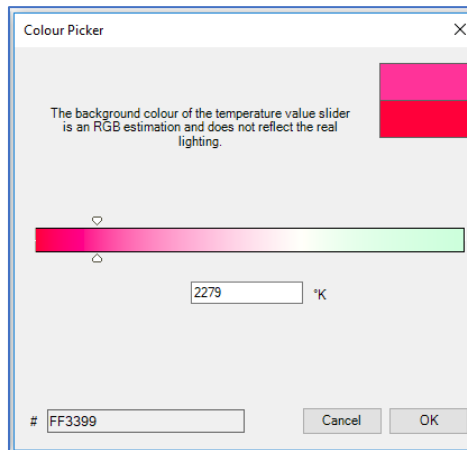 Colour Picker
The background colour of the temperature value slider
is an RGB estimation and does not reflect the real
lighting.
2279 °K
# FF3399 Cancel OK